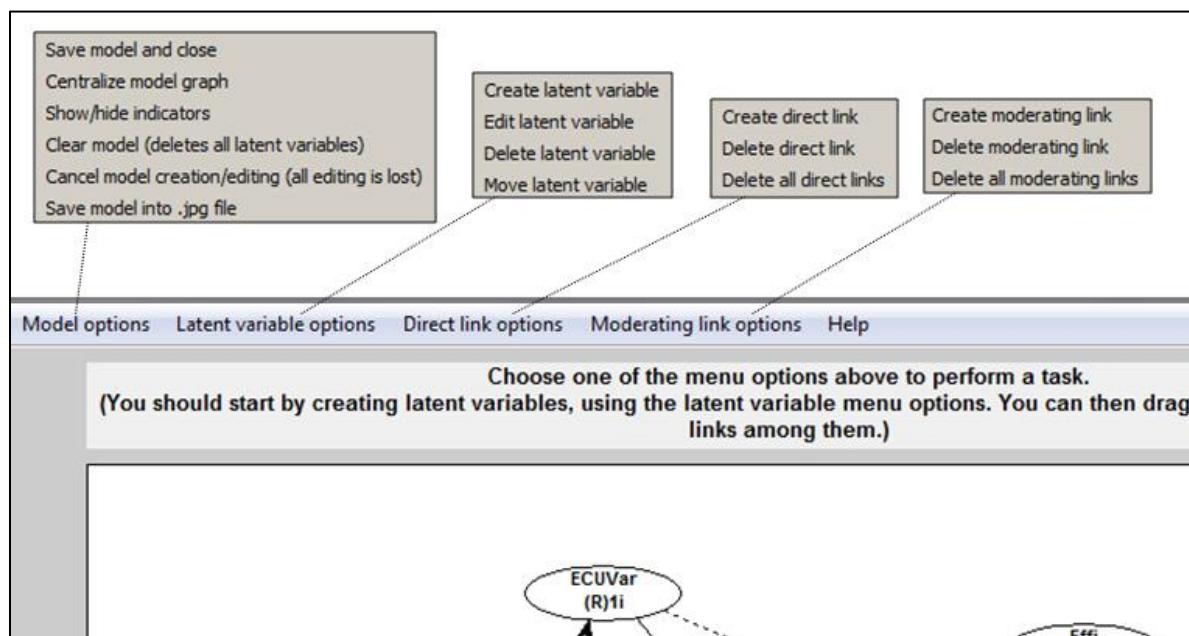 Save model and close
Centralize model graph
Show/hide indicators
Clear model (deletes all latent variables)
Cancel model creation/editing (all editing is lost)
Save model into .jpg file
Create latent variable
Edit latent variable
Delete latent variable
Move latent variable
Create direct link
Delete direct link
Delete all direct links
Create moderating link
Delete moderating link
Delete all moderating links
Model options Latent variable options Direct link options Moderating link options Help
Choose one of the menu options above to perform a task.
(You should start by creating latent variables, using the latent variable menu options. You can then drag
links among them.)
ECUVar
(R)1i
Effi